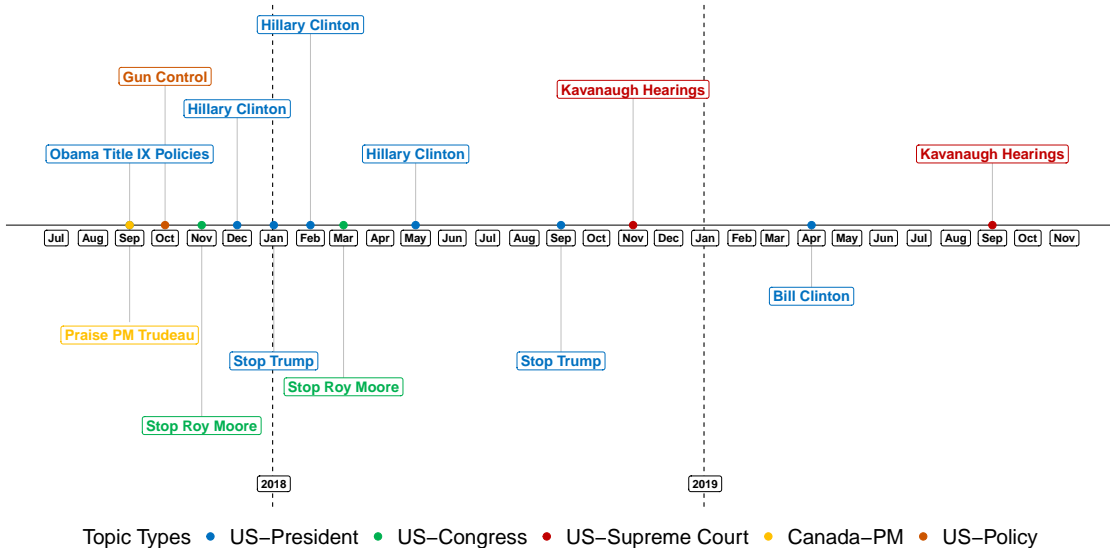 Hillary Clinton
Gun Control
Kavanaugh Hearings
Hillary Clinton
Obama Title IX Policies
Hillary Clinton
Kavanaugh Hearings
Jul Aug Sep Oct Nov Dec Jan Feb Mar Apr May Jun Jul Aug Sep Oct Nov Dec Jan Feb Mar Apr May Jun Jul Aug Sep Oct Nov
Bill Clinton
Praise PM Trudeau
Stop Trump
Stop Trump
Stop Roy Moore
Stop Roy Moore
2018 2019
Topic Types US−President US−Congress US−Supreme Court Canada−PM US−Policy